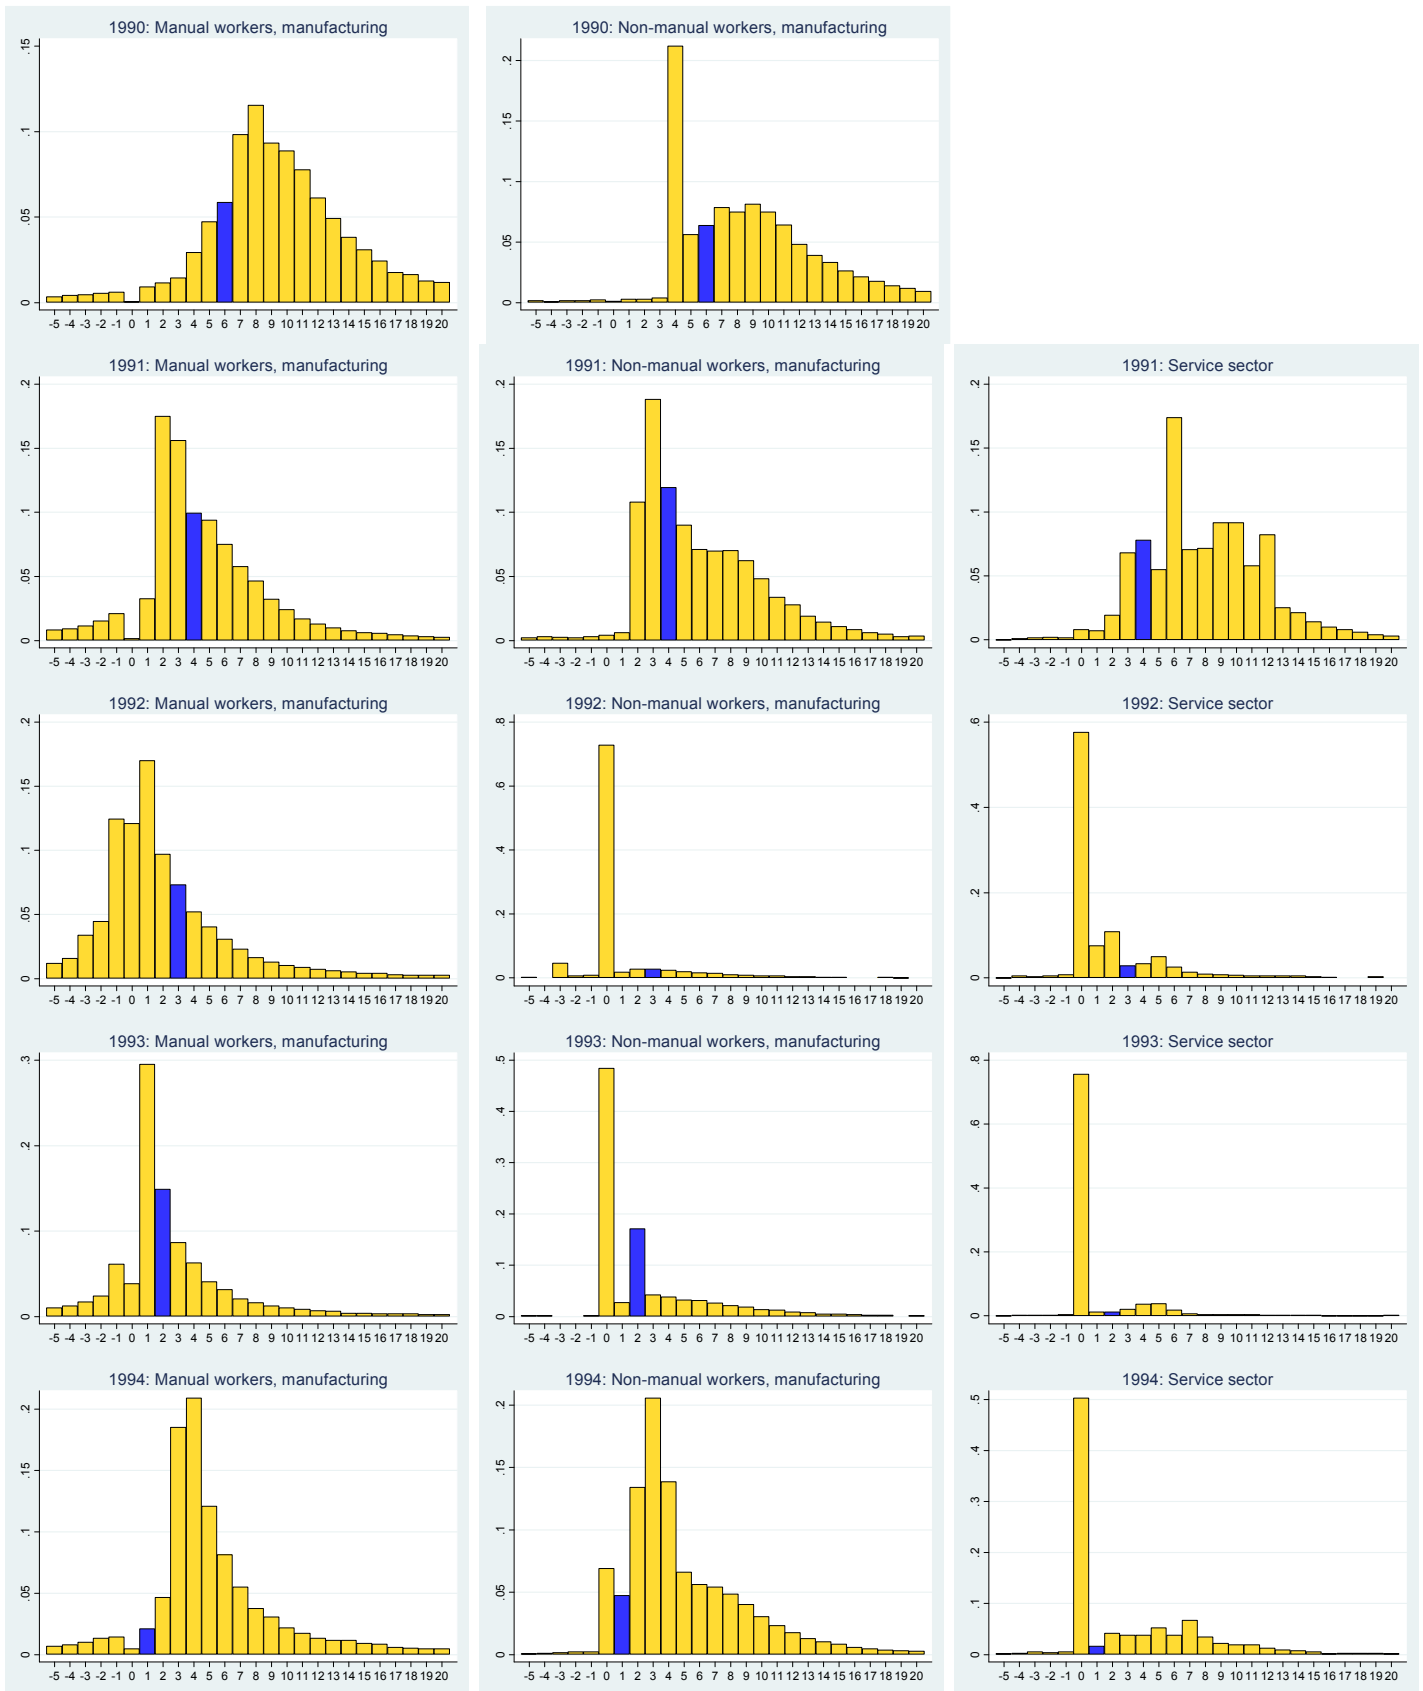 1990: Manual workers, manufacturing
.15
.1
.05
0
-5 -4 -3 -2 -1 0 1 2 3 4 5 6 7 8 9 10 11 12 13 14 15 16 17 18 19 20
1990: Non-manual workers, manufacturing
.2
.15
.1
.05
0
-5 -4 -3 -2 -1 0 1 2 3 4 5 6 7 8 9 10 11 12 13 14 15 16 17 18 19 20
1991: Manual workers, manufacturing
.2
.15
.1
.05
0
-5 -4 -3 -2 -1 0 1 2 3 4 5 6 7 8 9 10 11 12 13 14 15 16 17 18 19 20
1991: Non-manual workers, manufacturing
.2
.15
.1
.05
0
-5 -4 -3 -2 -1 0 1 2 3 4 5 6 7 8 9 10 11 12 13 14 15 16 17 18 19 20
1991: Service sector
.2
.15
.1
.05
0
-5 -4 -3 -2 -1 0 1 2 3 4 5 6 7 8 9 10 11 12 13 14 15 16 17 18 19 20
1992: Manual workers, manufacturing
.2
.15
.1
.05
0
-5 -4 -3 -2 -1 0 1 2 3 4 5 6 7 8 9 10 11 12 13 14 15 16 17 18 19 20
1992: Non-manual workers, manufacturing
.8
.6
.4
.2
0
-5 -4 -3 -2 -1 0 1 2 3 4 5 6 7 8 9 10 11 12 13 14 15 16 17 18 19 20
1992: Service sector
.6
.4
.2
0
-5 -4 -3 -2 -1 0 1 2 3 4 5 6 7 8 9 10 11 12 13 14 15 16 17 18 19 20
1993: Manual workers, manufacturing
.3
.2
.1
0
-5 -4 -3 -2 -1 0 1 2 3 4 5 6 7 8 9 10 11 12 13 14 15 16 17 18 19 20
1993: Non-manual workers, manufacturing
.5
.4
.3
.2
.1
0
-5 -4 -3 -2 -1 0 1 2 3 4 5 6 7 8 9 10 11 12 13 14 15 16 17 18 19 20
1993: Service sector
.8
.6
.4
.2
0
-5 -4 -3 -2 -1 0 1 2 3 4 5 6 7 8 9 10 11 12 13 14 15 16 17 18 19 20
1994: Manual workers, manufacturing
.2
.15
.1
.05
0
-5 -4 -3 -2 -1 0 1 2 3 4 5 6 7 8 9 10 11 12 13 14 15 16 17 18 19 20
1994: Non-manual workers, manufacturing
.2
.15
.1
.05
0
-5 -4 -3 -2 -1 0 1 2 3 4 5 6 7 8 9 10 11 12 13 14 15 16 17 18 19 20
1994: Service sector
.5
.4
.3
.2
.1
0
-5 -4 -3 -2 -1 0 1 2 3 4 5 6 7 8 9 10 11 12 13 14 15 16 17 18 19 20